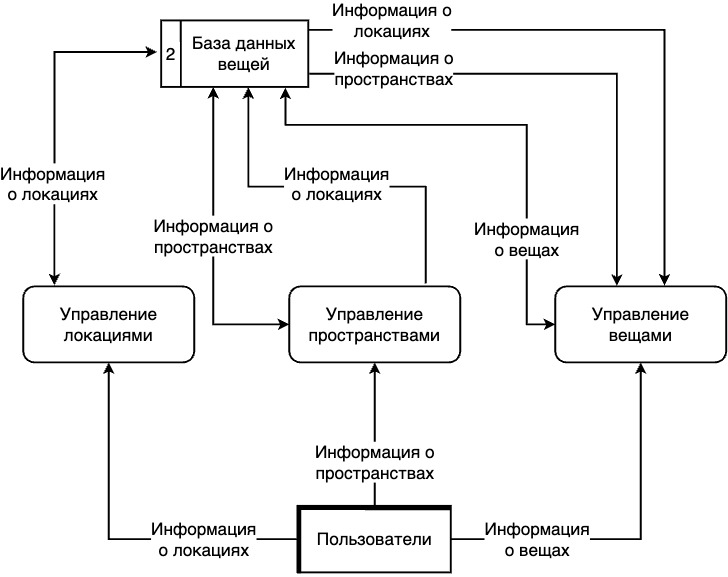 Информация о
локациях
2
База данных
вещей
Информация о
пространствах
Информация
о локациях
Информация
о локациях
Информация о
пространствах
Информация
о вещах
Управление
локациями
Управление
пространствами
Управление
вещами
Информация о
пространствах
Информация
о локациях
Пользователи
Информация
о вещах